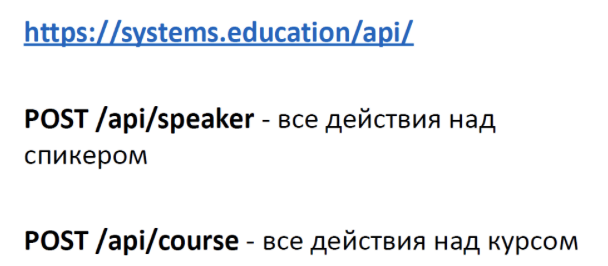 https://systems.education/api/
POST /api/speaker - все действия над
спикером
POST /api/course - все действия над курсом